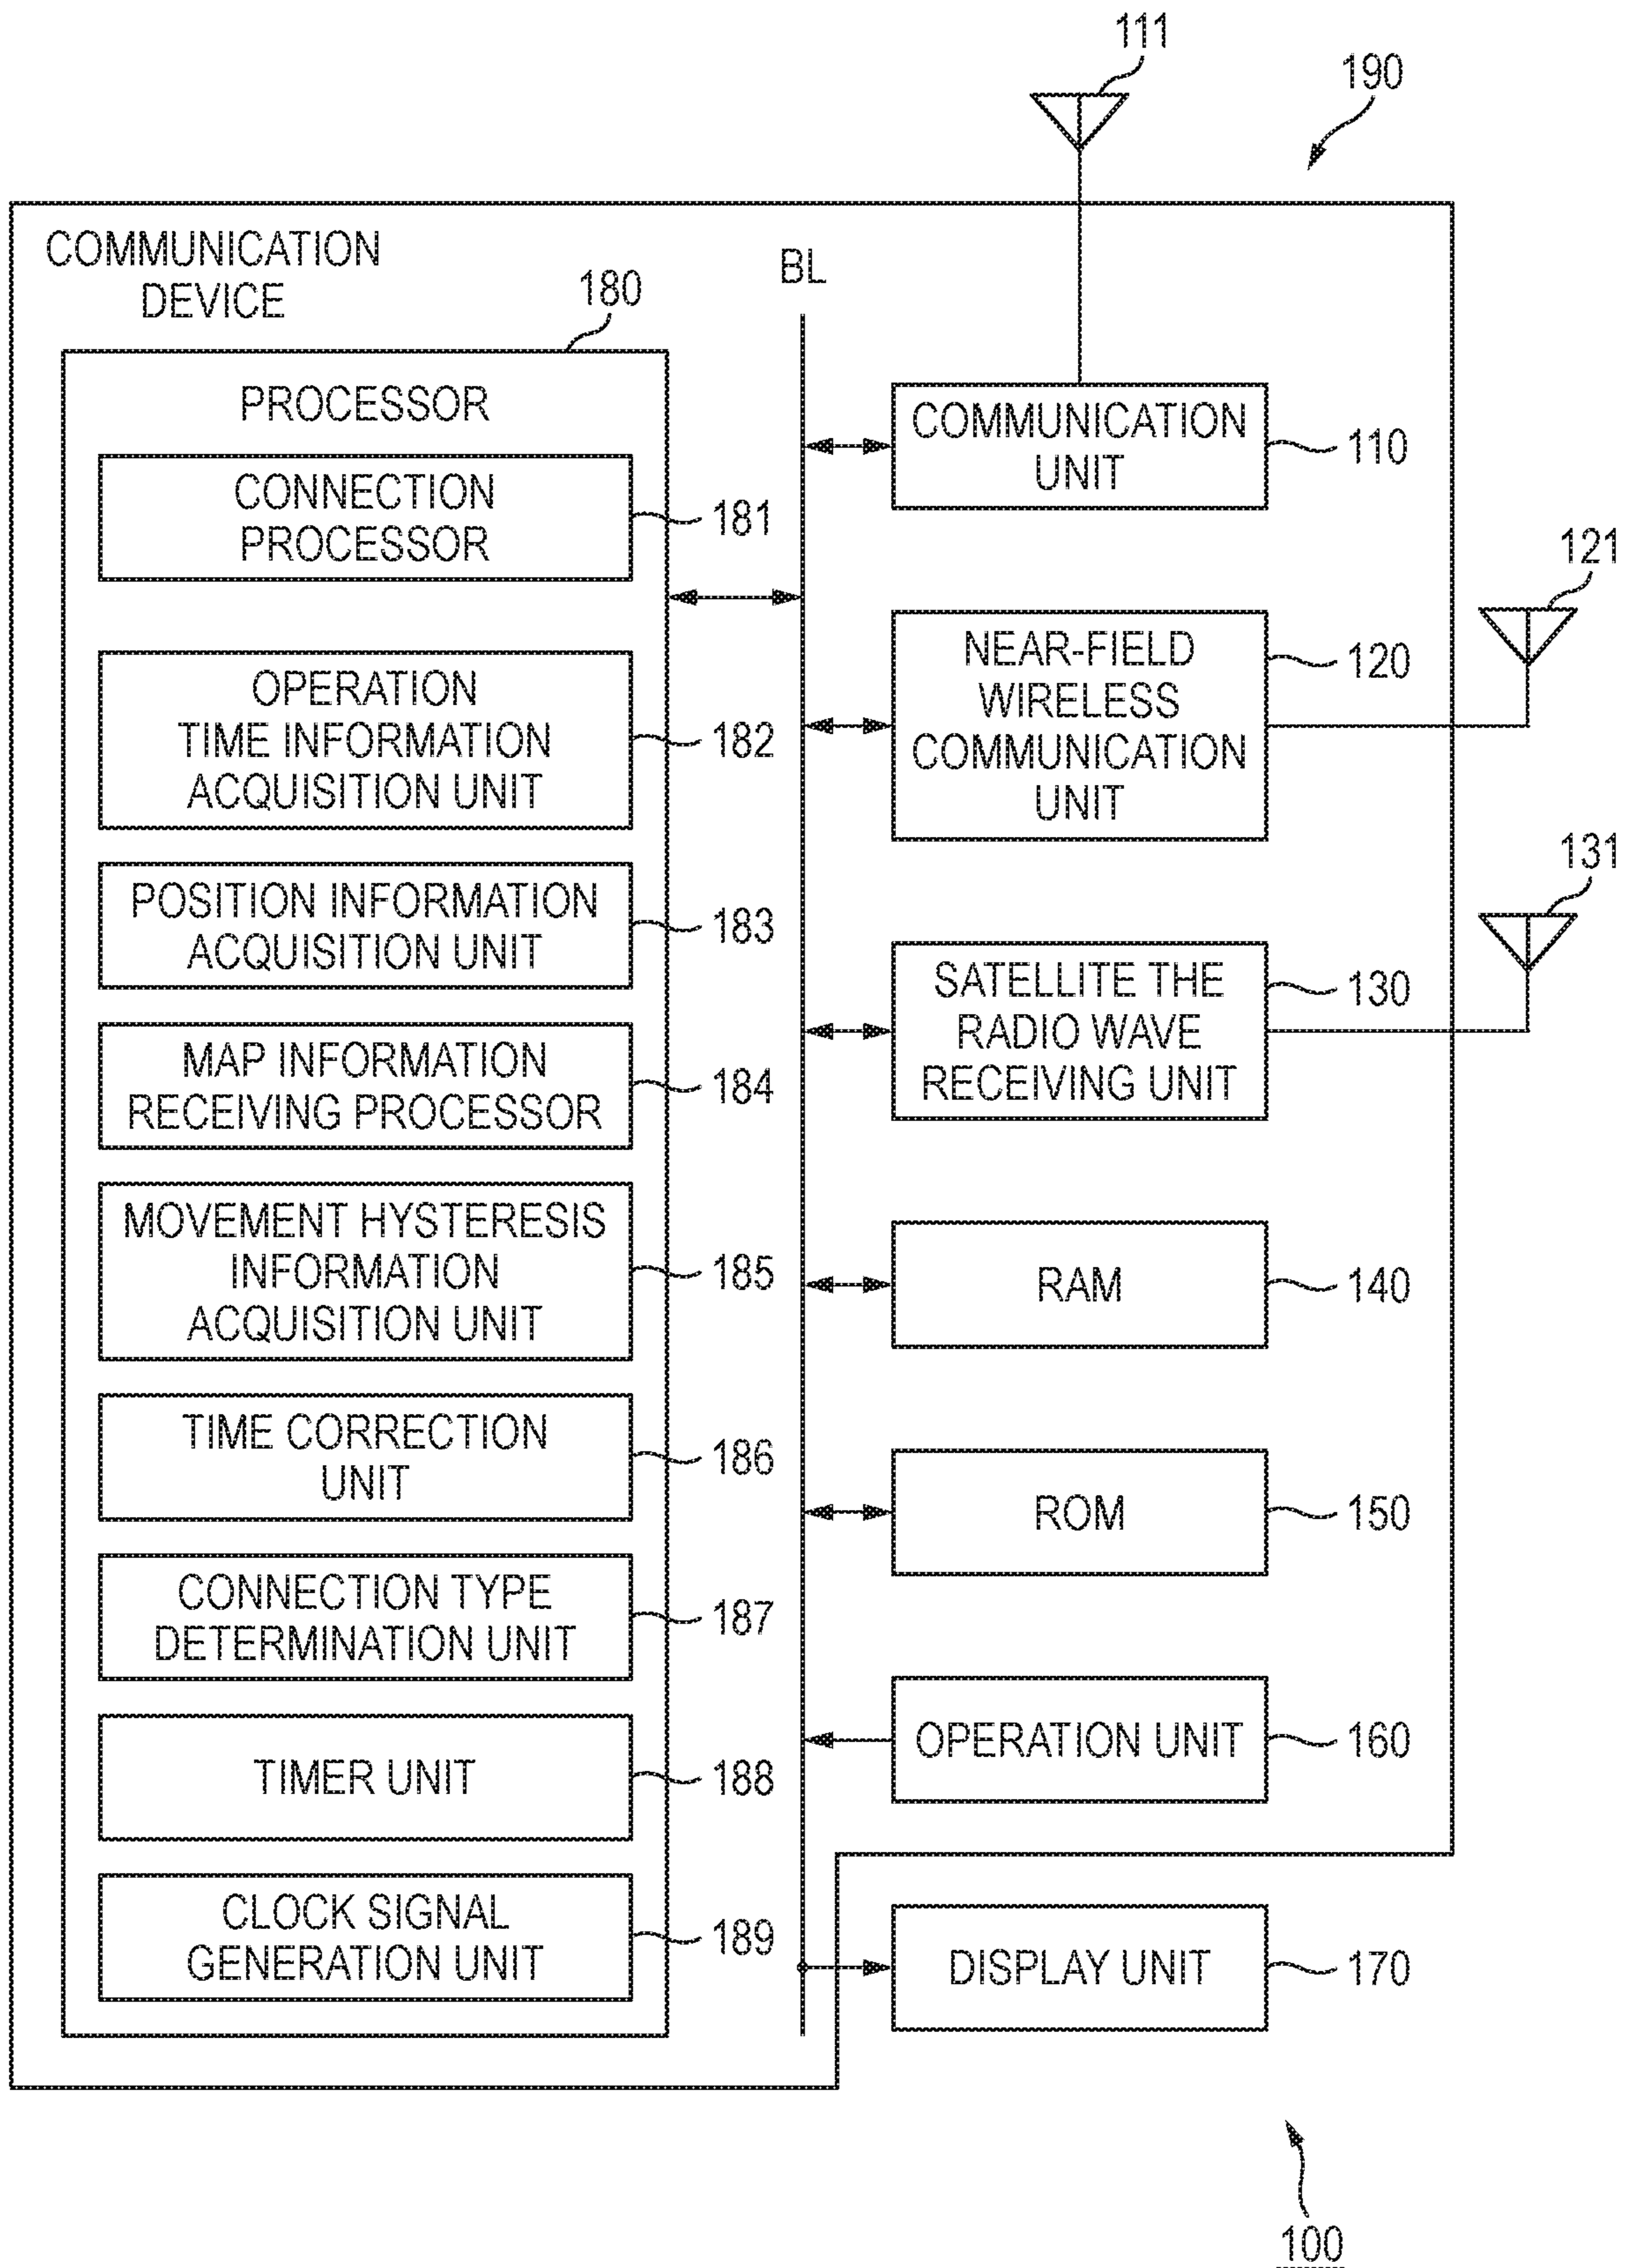 111
190
COMMUNICATION
DEVICE
180
BL
PROCESSOR
CONNECTION
PROCESSOR
181
OPERATION
TIME INFORMATION
ACQUISITION UNIT
182
POSITION INFORMATION
ACQUISITION UNIT
183
MAP INFORMATION
RECEIVING PROCESSOR
184
MOVEMENT HYSTERESIS
INFORMATION
ACQUISITION UNIT
185
TIME CORRECTION
UNIT
186
CONNECTION TYPE
DETERMINATION UNIT
187
TIMER UNIT
188
CLOCK SIGNAL
GENERATION UNIT
189
COMMUNICATION
UNIT
110
121
NEAR-FIELD
WIRELESS
COMMUNICATION
UNIT
120
131
SATELLITE THE
RADIO WAVE
RECEIVING UNIT
130
RAM
140
ROM
150
OPERATION UNIT
160
DISPLAY UNIT
170
100